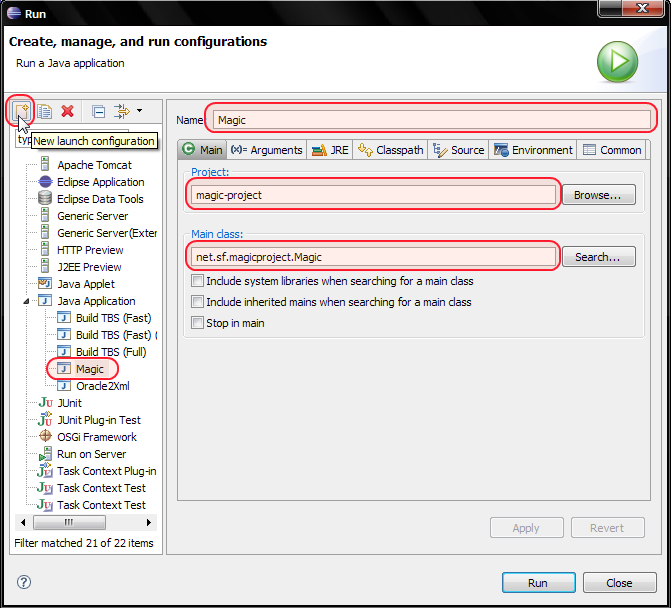 Run
Create, manage, and run configurations
Run a Java application
New launch configuration
typ
Apache Tomcat
Eclipse Application
Eclipse Data Tools
Generic Server
Generic Server(Exter
HTTP Preview
J2EE Preview
Java Applet
Java Application
Build TBS (Fast)
Build TBS (Fast) (
Build TBS (Full)
Magic
Oracle2Xml
JUnit
JUnit Plug-in Test
OSGi Framework
Run on Server
Task Context Plug-in
Task Context Test
Task Context Test
Filter matched 21 of 22 items
Name: Magic
Main (x)= Arguments JRE Classpath Source Environment Common
Project:
magic-project Browse...
Main class:
net.sf.magicproject.Magic Search...
Include system libraries when searching for a main class
Include inherited mains when searching for a main class
Stop in main
Apply Revert
Run Close